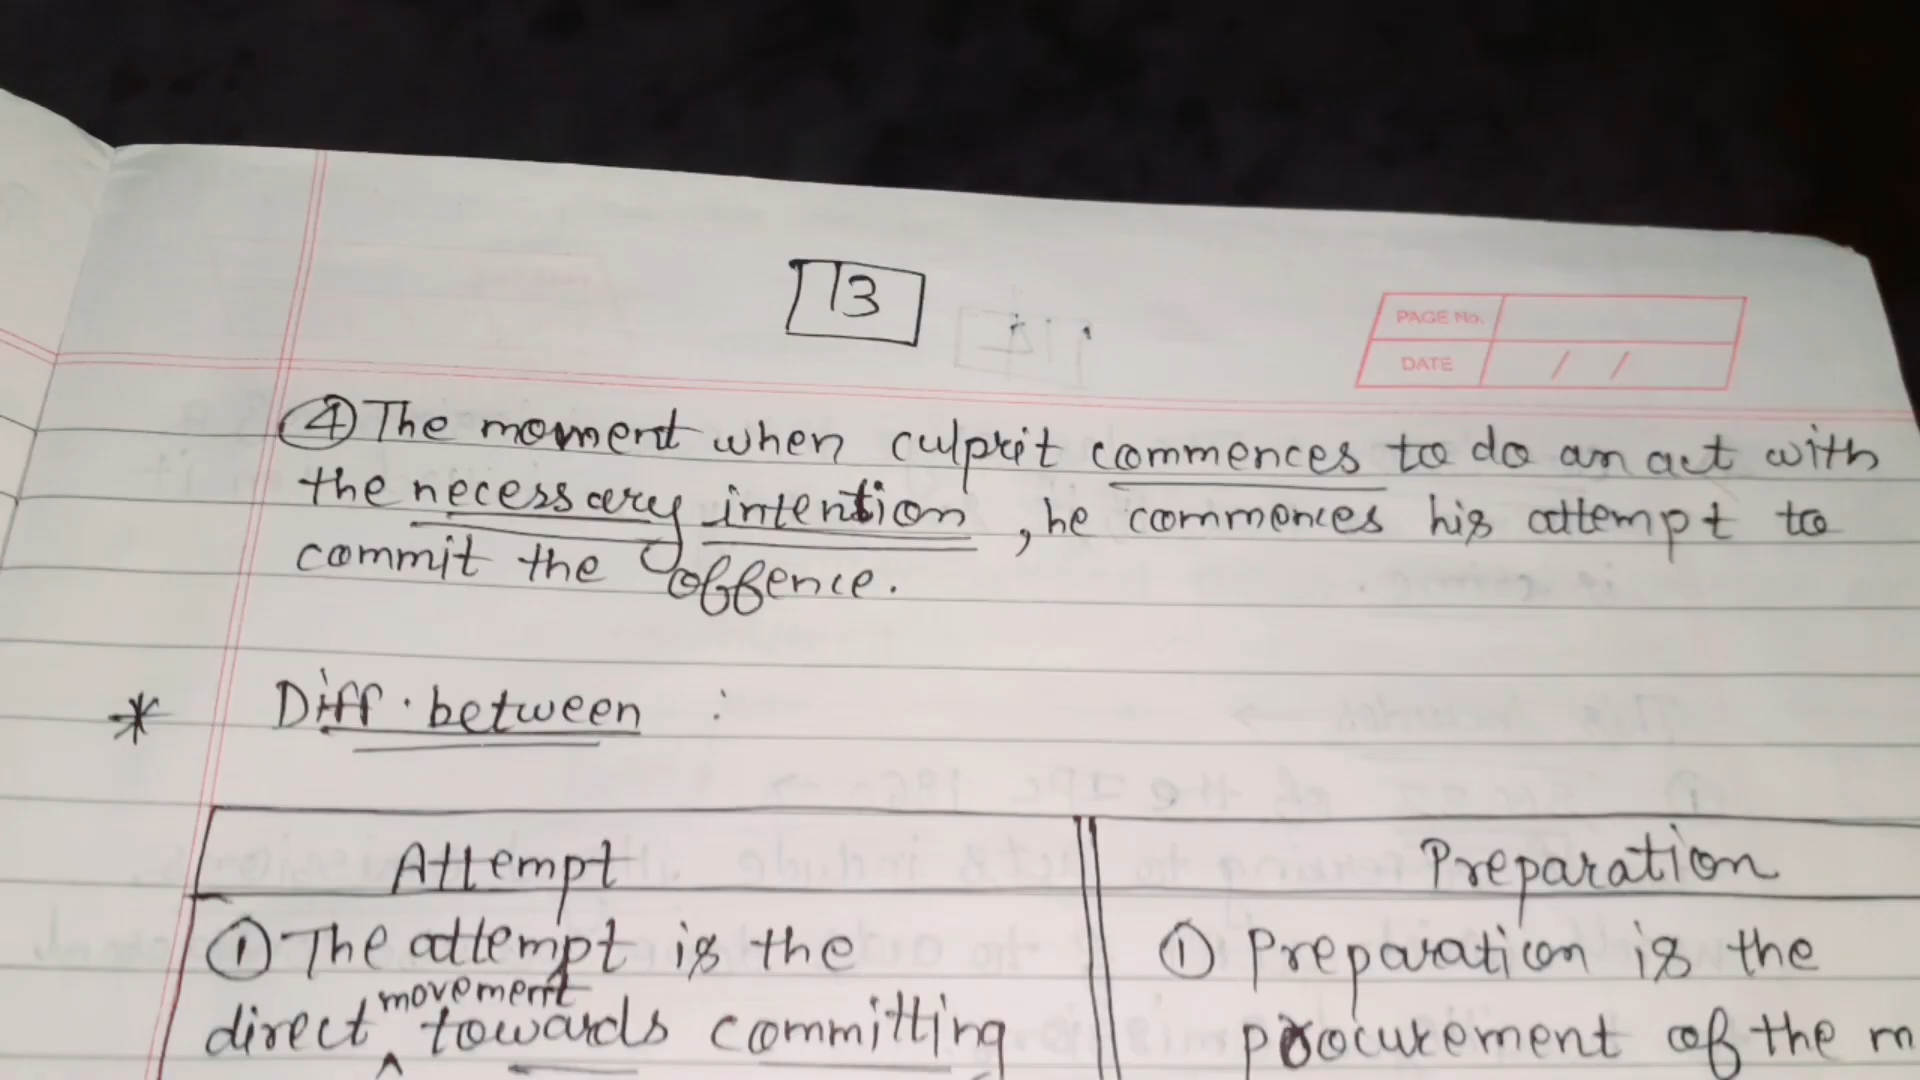 13
PAGE No.
DATE / /
④ The moment when culprit commences to do an act with
the necessary intention, he commences his attempt to
commit the offence.
* Diff. between :
Attempt
Preparation
① The attempt is the
direct movement towards committing
① Preparation is the
procurement of the m